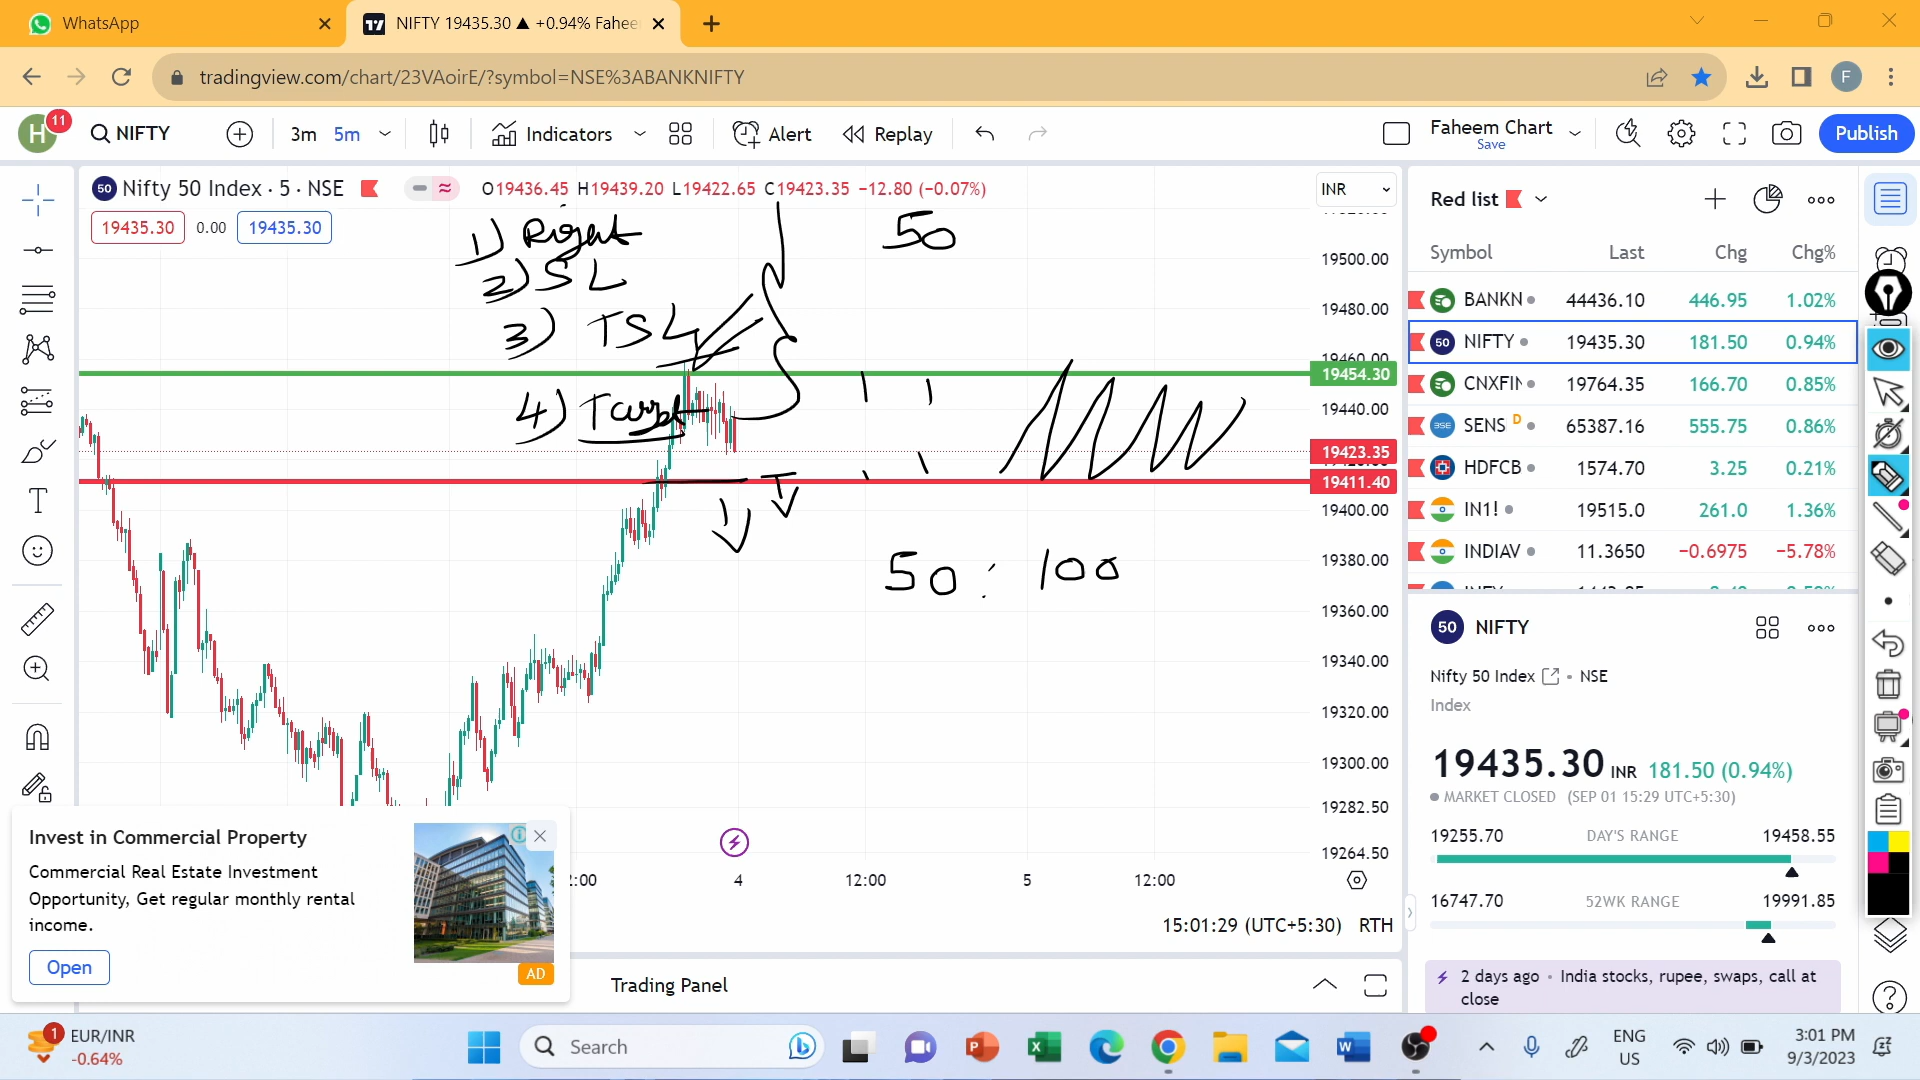 WhatsApp
NIFTY 19435.30 ▲ +0.94% Fahee
tradingview.com/chart/23VAoirE/?symbol=NSE%3ABANKNIFTY
F
H 11
NIFTY
3m 5m
Indicators
Alert
Replay
Faheem Chart
Save
Publish
50 Nifty 50 Index · 5 · NSE
O19436.45 H19439.20 L19422.65 C19423.35 −12.80 (−0.07%)
INR
19435.30 0.00 19435.30
1) Right
2) SL
3) TSL
4) Target
50
50 : 100
19500.00
19480.00
19460.00
19454.30
19440.00
19423.35
19411.40
19400.00
19380.00
19360.00
19340.00
19320.00
19300.00
19282.50
19264.50
2:00 4 12:00 5 12:00
15:01:29 (UTC+5:30) RTH
Trading Panel
Invest in Commercial Property
Commercial Real Estate Investment
Opportunity, Get regular monthly rental
income.
Open
AD
Red list
Symbol Last Chg Chg%
BANKN 44436.10 446.95 1.02%
50 NIFTY 19435.30 181.50 0.94%
CNXFIN 19764.35 166.70 0.85%
BSE SENS D 65387.16 555.75 0.86%
HDFCB 1574.70 3.25 0.21%
IN1! 19515.0 261.0 1.36%
INDIAV 11.3650 −0.6975 −5.78%
50 NIFTY
Nifty 50 Index • NSE
Index
19435.30 INR 181.50 (0.94%)
MARKET CLOSED (SEP 01 15:29 UTC+5:30)
19255.70 DAY'S RANGE 19458.55
16747.70 52WK RANGE 19991.85
2 days ago · India stocks, rupee, swaps, call at
close
1 EUR/INR
-0.64%
Search
ENG
US
3:01 PM
9/3/2023